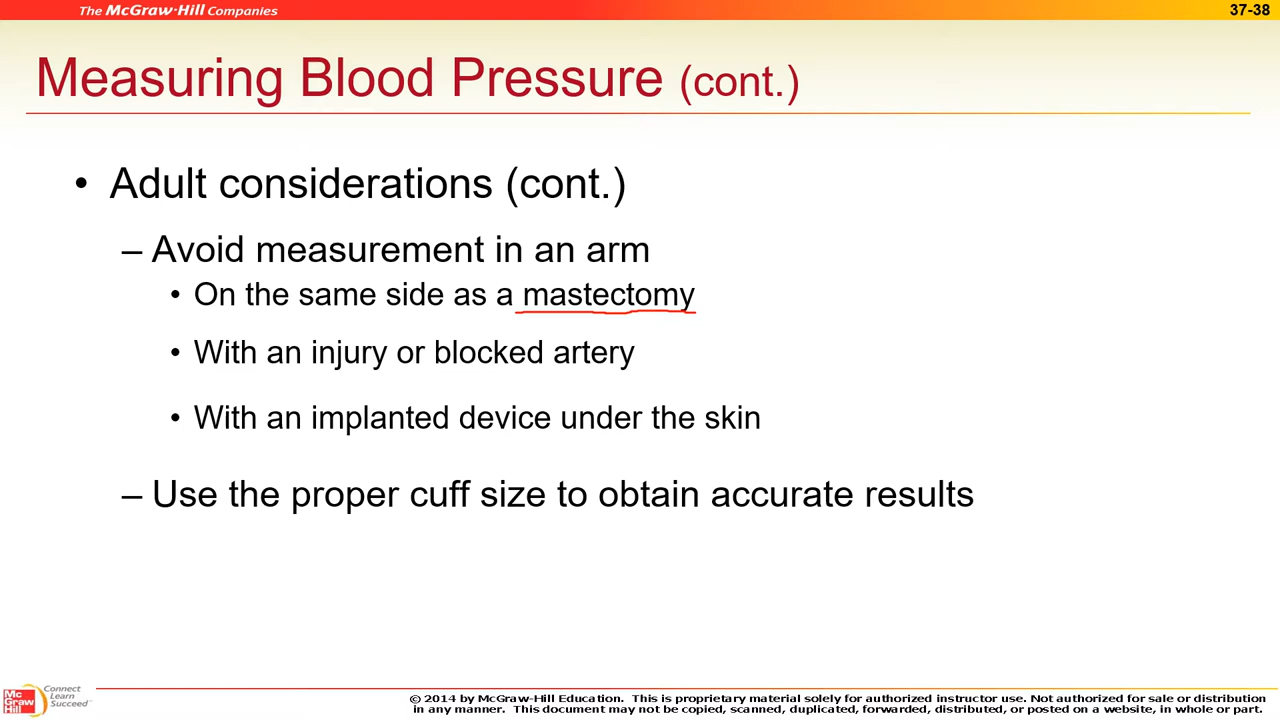 The McGraw-Hill Companies
37-38
Measuring Blood Pressure (cont.)
• Adult considerations (cont.)
– Avoid measurement in an arm
• On the same side as a mastectomy
• With an injury or blocked artery
• With an implanted device under the skin
– Use the proper cuff size to obtain accurate results
Mc
Graw
Hill
Connect
Learn
Succeed™
© 2014 by McGraw-Hill Education. This is proprietary material solely for authorized instructor use. Not authorized for sale or distribution
in any manner. This document may not be copied, scanned, duplicated, forwarded, distributed, or posted on a website, in whole or part.